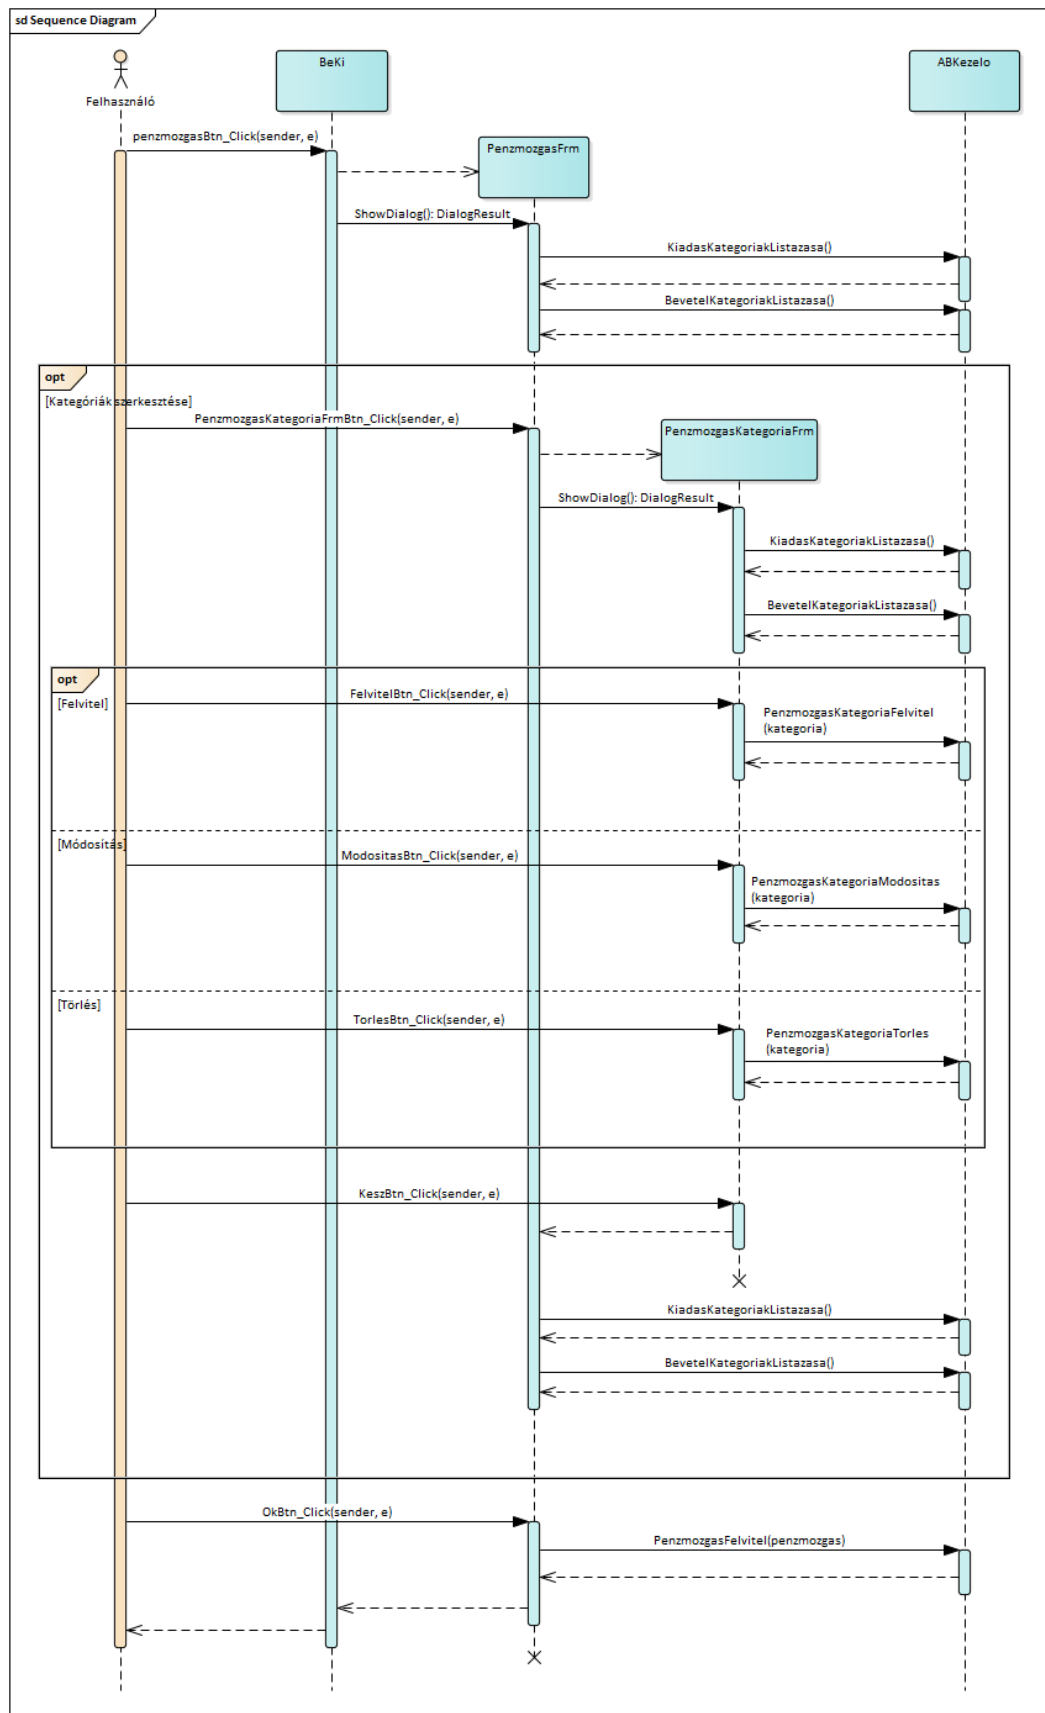 sd Sequence Diagram
BeKi
ABKezelo
Felhasználó
penzmozgasBtn_Click(sender, e)
PenzmozgasFrm
ShowDialog(): DialogResult
KiadasKategoriakListazasa()
BevetelKategoriakListazasa()
opt
[Kategóriák szerkesztése]
PenzmozgasKategoriaFrmBtn_Click(sender, e)
PenzmozgasKategoriaFrm
ShowDialog(): DialogResult
KiadasKategoriakListazasa()
BevetelKategoriakListazasa()
opt
[Felvitel]
FelvitelBtn_Click(sender, e)
PenzmozgasKategoriaFelvitel
(kategoria)
[Módosítás]
ModositasBtn_Click(sender, e)
PenzmozgasKategoriaModositas
(kategoria)
[Törlés]
TorlesBtn_Click(sender, e)
PenzmozgasKategoriaTorles
(kategoria)
KeszBtn_Click(sender, e)
KiadasKategoriakListazasa()
BevetelKategoriakListazasa()
OkBtn_Click(sender, e)
PenzmozgasFelvitel(penzmozgas)